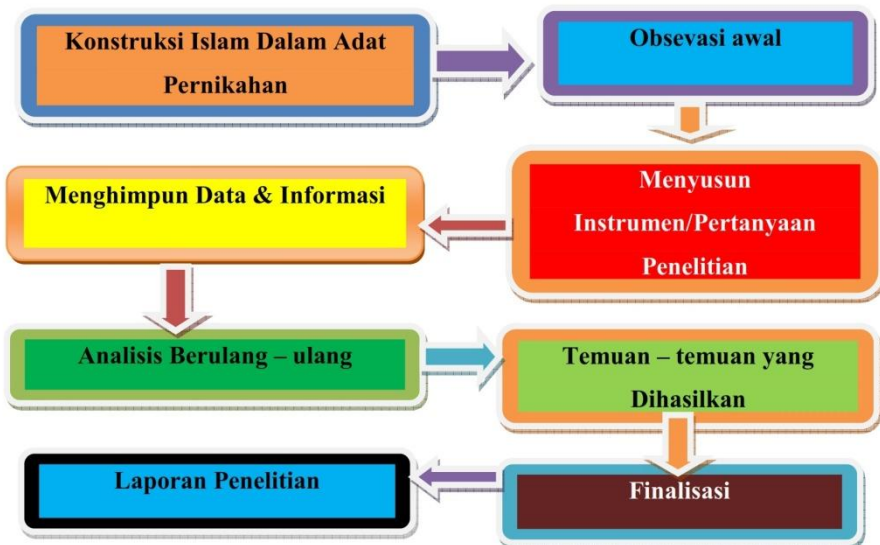 Konstruksi Islam Dalam Adat
Pernikahan
Obsevasi awal
Menyusun
Instrumen/Pertanyaan
Penelitian
Menghimpun Data & Informasi
Analisis Berulang – ulang
Temuan – temuan yang
Dihasilkan
Finalisasi
Laporan Penelitian